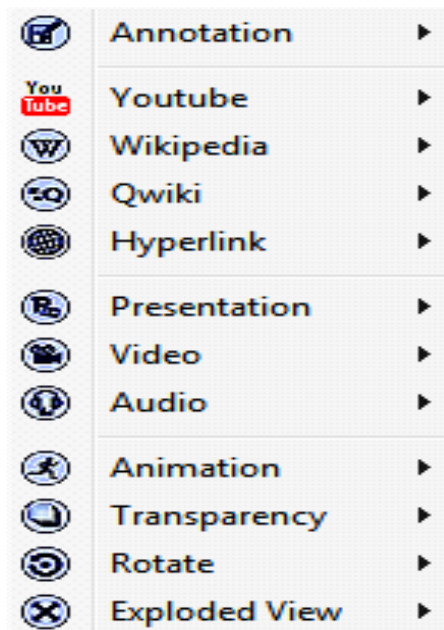 Annotation
You
Tube
Youtube
W
Wikipedia
Q
Qwiki
Hyperlink
Presentation
Video
Audio
Animation
Transparency
Rotate
Exploded View